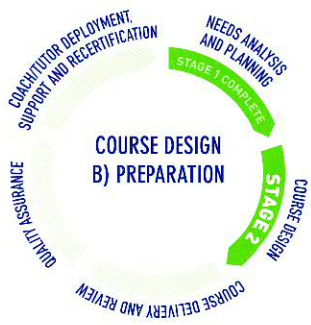 COACH/TUTOR DEPLOYMENT,
SUPPORT AND RECERTIFICATION
NEEDS ANALYSIS
AND PLANNING
STAGE 1 COMPLETE
COURSE DESIGN
B) PREPARATION
STAGE 2
COURSE DESIGN
COURSE DELIVERY AND REVIEW
QUALITY ASSURANCE